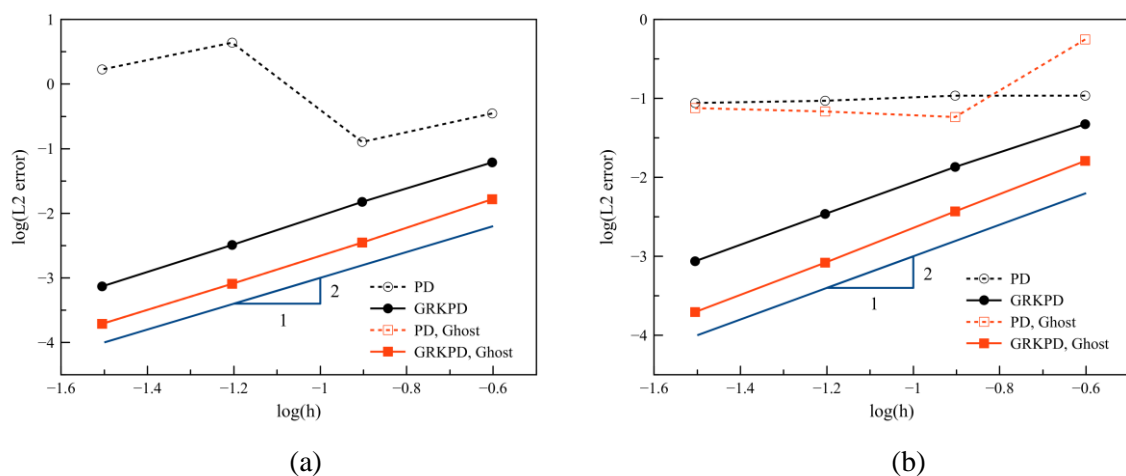 1
0
−1
−2
−3
−4
log(L2 error)
−1.6
−1.4
−1.2
−1
−0.8
−0.6
log(h)
2
1
PD
GRKPD
PD, Ghost
GRKPD, Ghost
(a)
0
−1
−2
−3
−4
log(L2 error)
−1.6
−1.4
−1.2
−1
−0.8
−0.6
log(h)
2
1
PD
GRKPD
PD, Ghost
GRKPD, Ghost
(b)